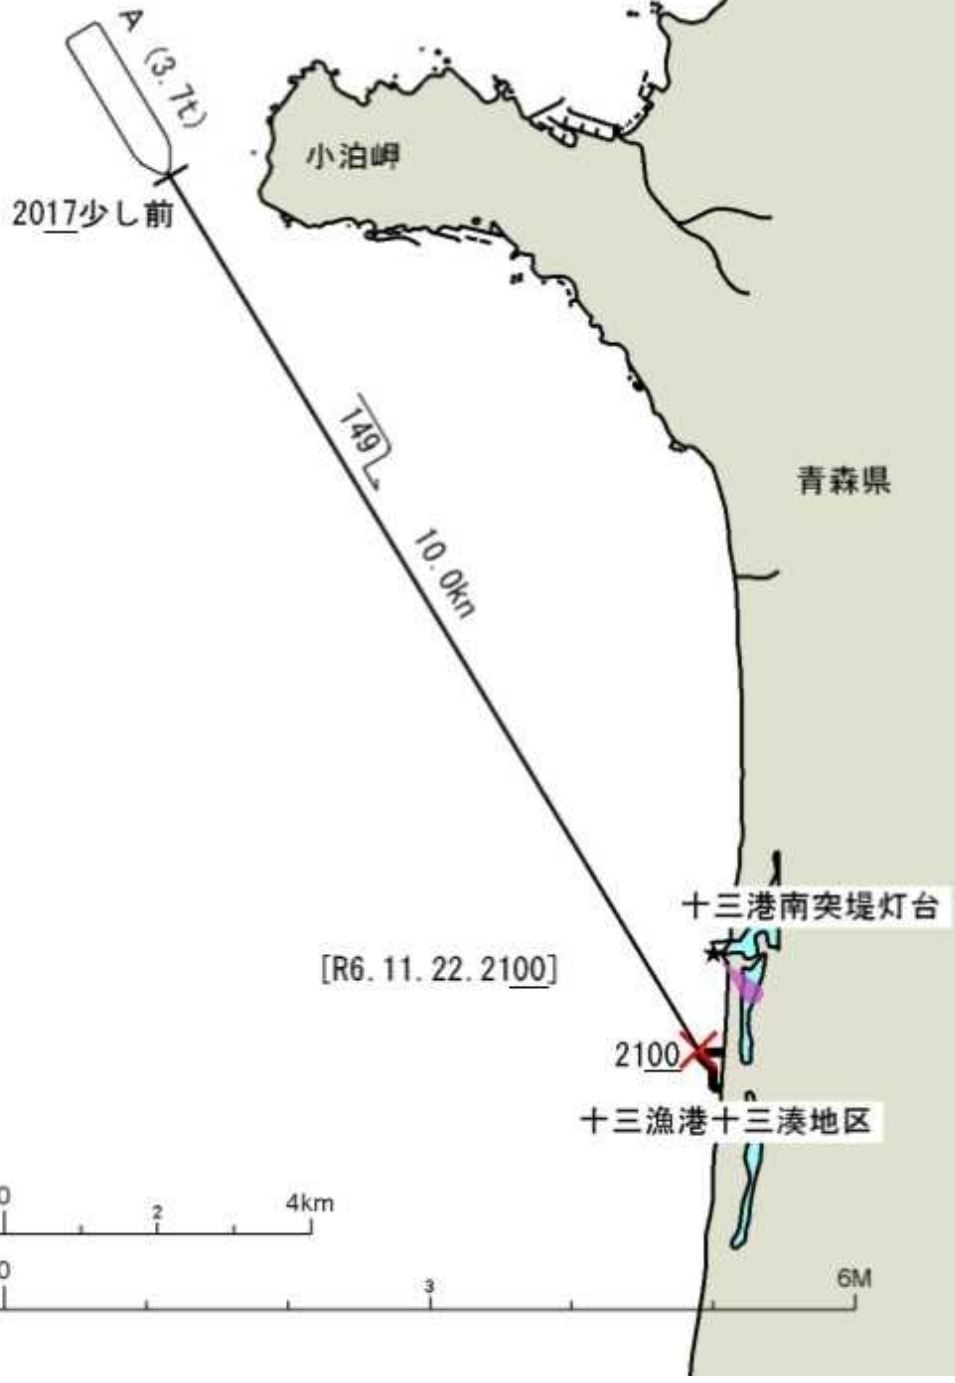 A (3.7t)
小泊岬
2017少し前
149
青森県
10.0kn
十三港南突堤灯台
[R6.11.22.2100]
2100
十三漁港十三湊地区
0 2 4km
0 3 6M